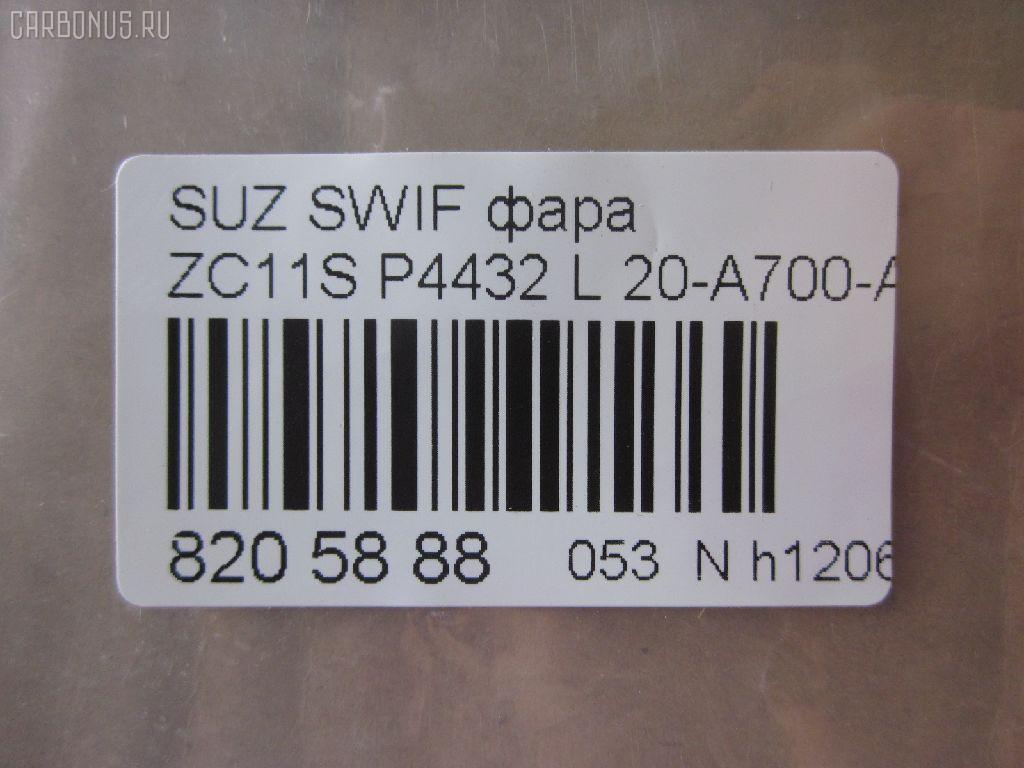 CARBONUS.RU
SUZ SWIF фара
ZC11S P4432 L 20-A700-A
820 58 88 053 N h1206